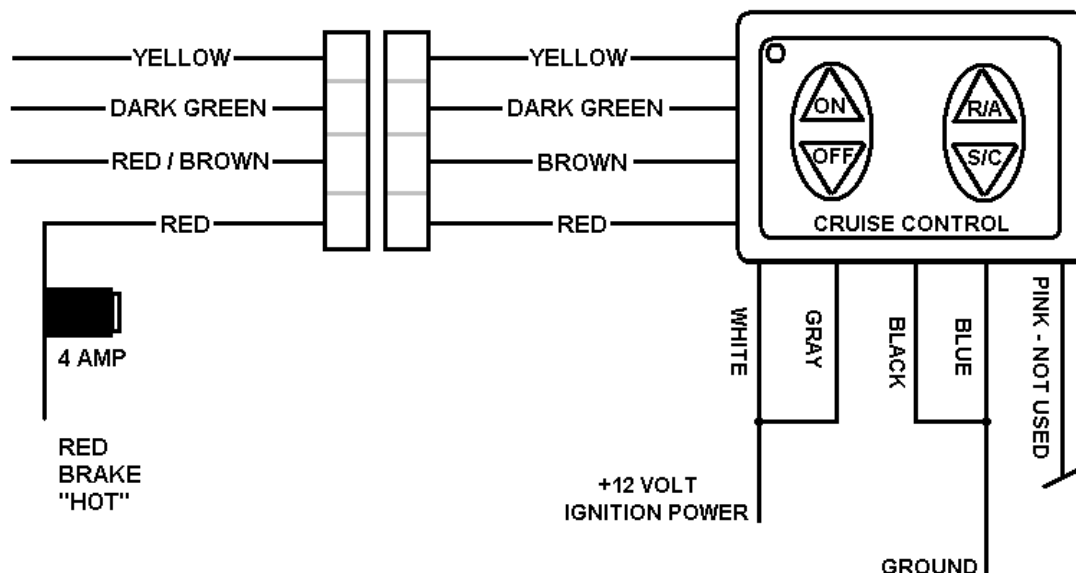 YELLOW
YELLOW
DARK GREEN
DARK GREEN
RED / BROWN
BROWN
RED
RED
ON
OFF
R/A
S/C
CRUISE CONTROL
4 AMP
RED
BRAKE
"HOT"
WHITE
GRAY
BLACK
BLUE
PINK - NOT USED
+12 VOLT
IGNITION POWER
GROUND